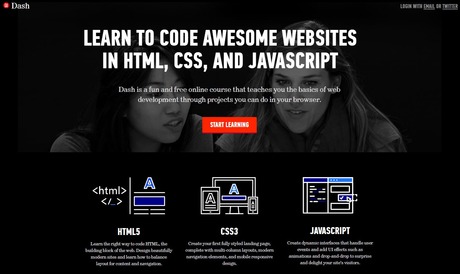 Dash
LOGIN WITH EMAIL OR TWITTER
LEARN TO CODE AWESOME WEBSITES
IN HTML, CSS, AND JAVASCRIPT
Dash is a fun and free online course that teaches you the basics of web
development through projects you can do in your browser.
START LEARNING
<html>
</...>
A
A
HTML5
CSS3
JAVASCRIPT
Learn the right way to code HTML, the
building block of the web. Design beautifully
modern sites and learn how to balance
layout for content and navigation.
Create your first fully styled landing page,
complete with multi-column layouts, modern
navigation elements, and mobile responsive
design.
Create dynamic interfaces that handle user
events and add UI effects such as
animations and drag-and-drop to surprise
and delight your site's visitors.